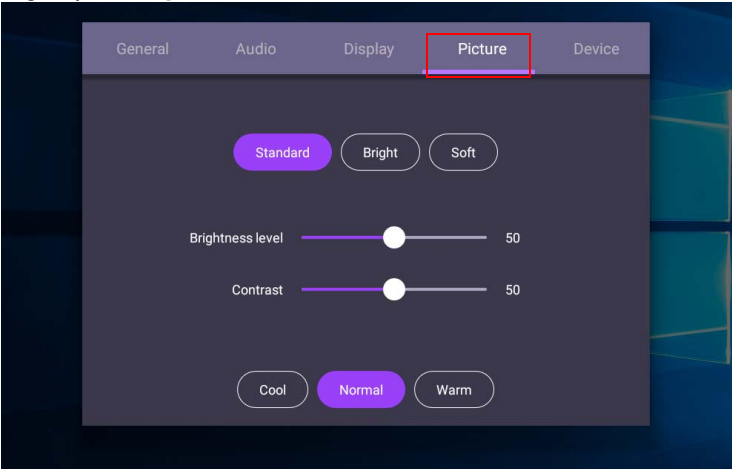 General Audio Display Picture Device
Standard Bright Soft
Brightness level 50
Contrast 50
Cool Normal Warm